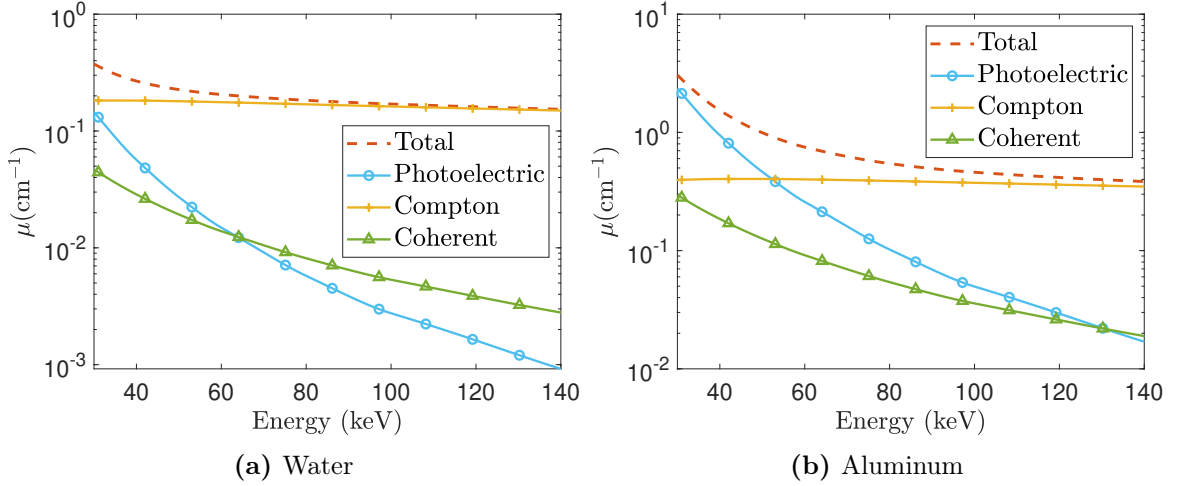 10^0
10^-1
10^-2
10^-3
μ(cm^-1)
40 60 80 100 120 140
Energy (keV)
Total
Photoelectric
Compton
Coherent
(a) Water
10^1
10^0
10^-1
10^-2
μ(cm^-1)
40 60 80 100 120 140
Energy (keV)
Total
Photoelectric
Compton
Coherent
(b) Aluminum